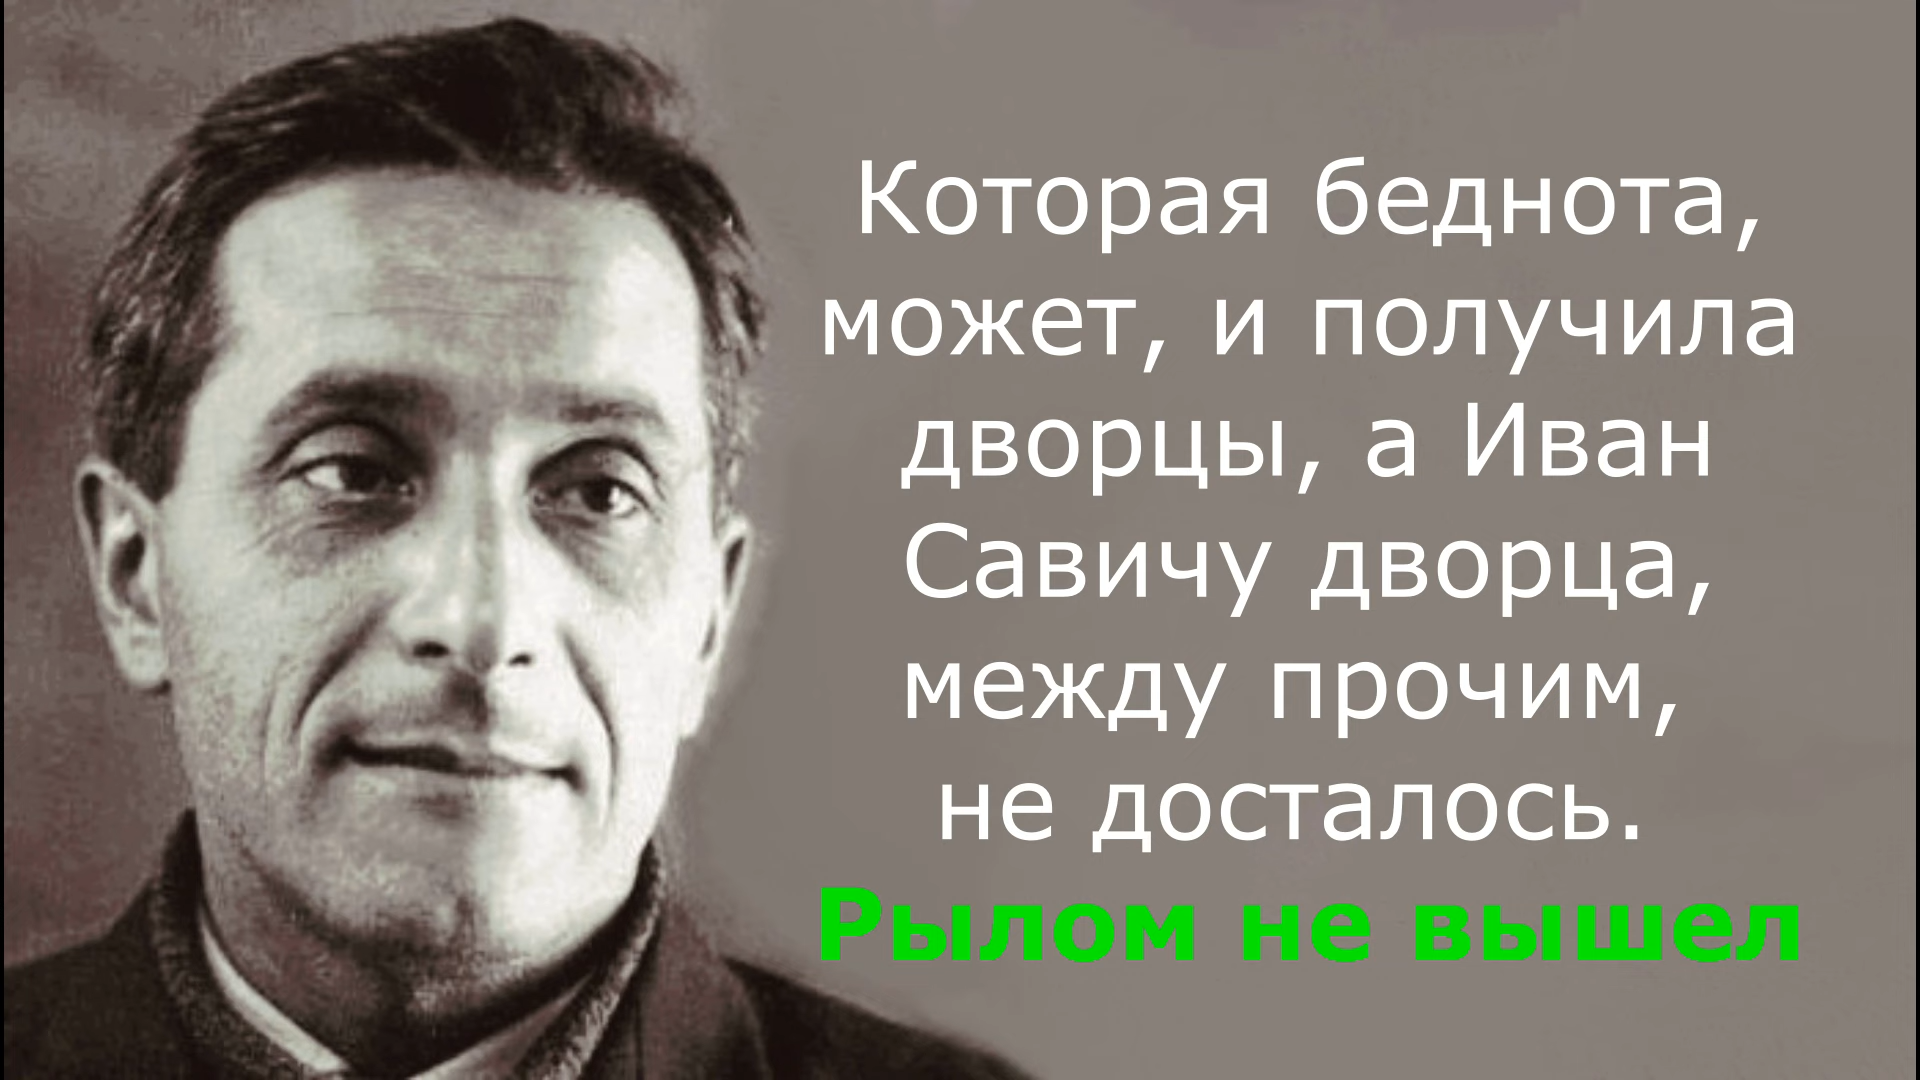 Которая беднота,
может, и получила
дворцы, а Иван
Савичу дворца,
между прочим,
не досталось.
Рылом не вышел